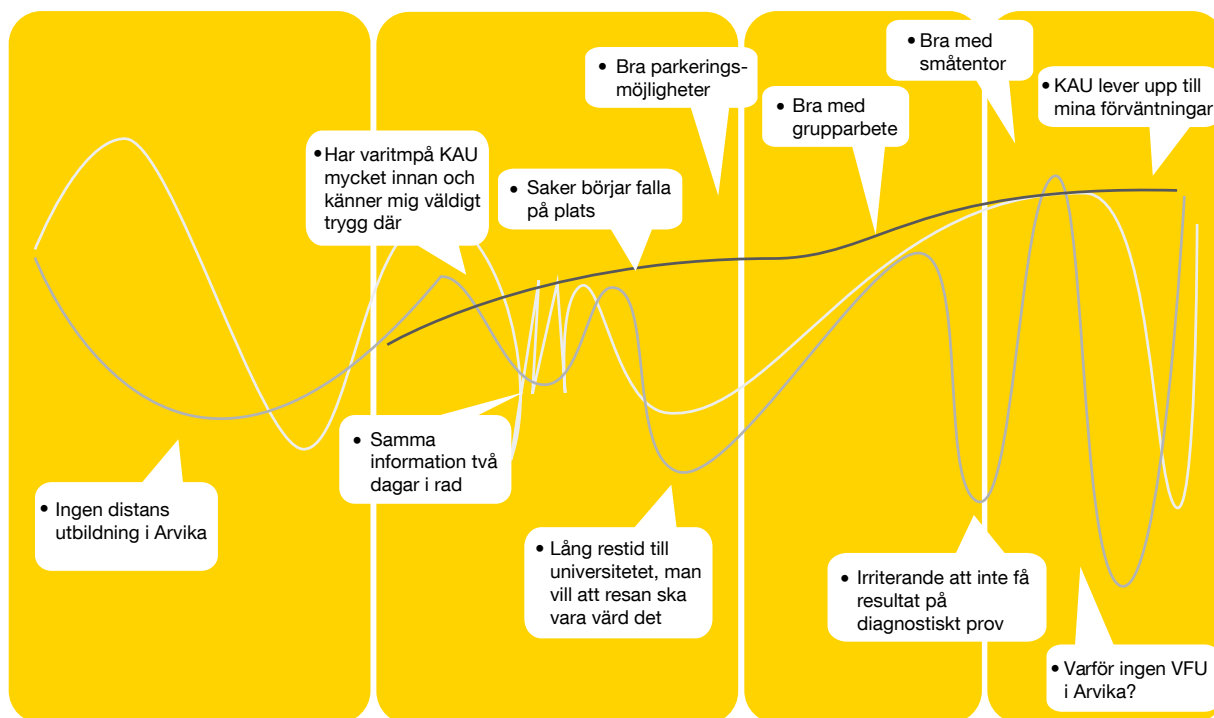 • Bra med
småtentor
• Bra parkerings-
möjligheter
• KAU lever upp till
mina förväntningar
• Bra med
grupparbete
• Har varitmpå KAU
mycket innan och
känner mig väldigt
trygg där
• Saker börjar falla
på plats
• Samma
information två
dagar i rad
• Ingen distans
utbildning i Arvika
• Lång restid till
universitetet, man
vill att resan ska
vara värd det
• Irriterande att inte få
resultat på
diagnostiskt prov
• Varför ingen VFU
i Arvika?